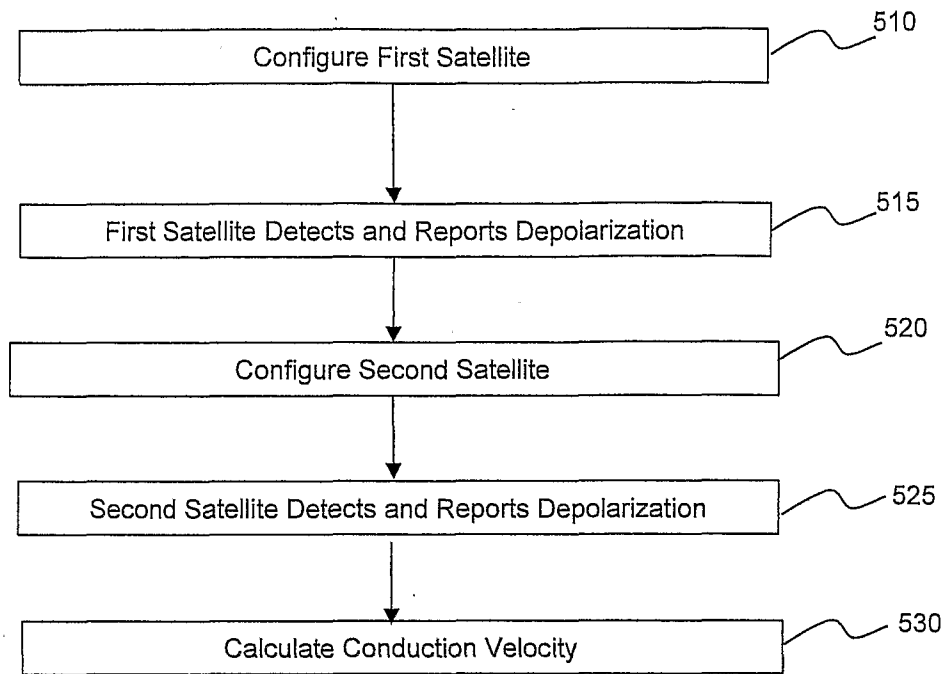 510
Configure First Satellite
515
First Satellite Detects and Reports Depolarization
520
Configure Second Satellite
525
Second Satellite Detects and Reports Depolarization
530
Calculate Conduction Velocity